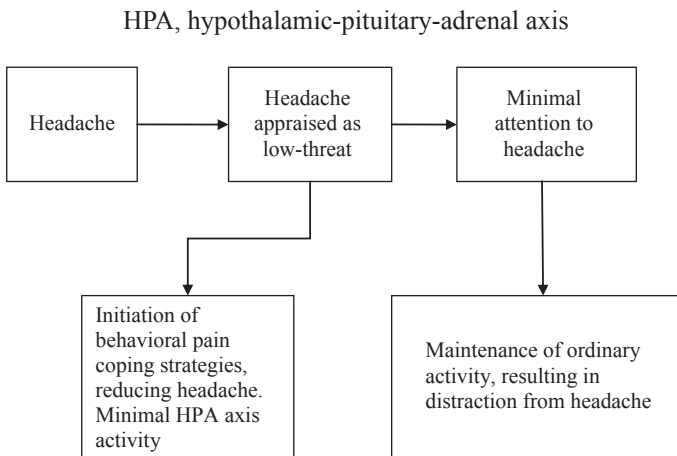 HPA, hypothalamic-pituitary-adrenal axis
Headache
Headache
appraised as
low-threat
Minimal
attention to
headache
Initiation of
behavioral pain
coping strategies,
reducing headache.
Minimal HPA axis
activity
Maintenance of ordinary
activity, resulting in
distraction from headache